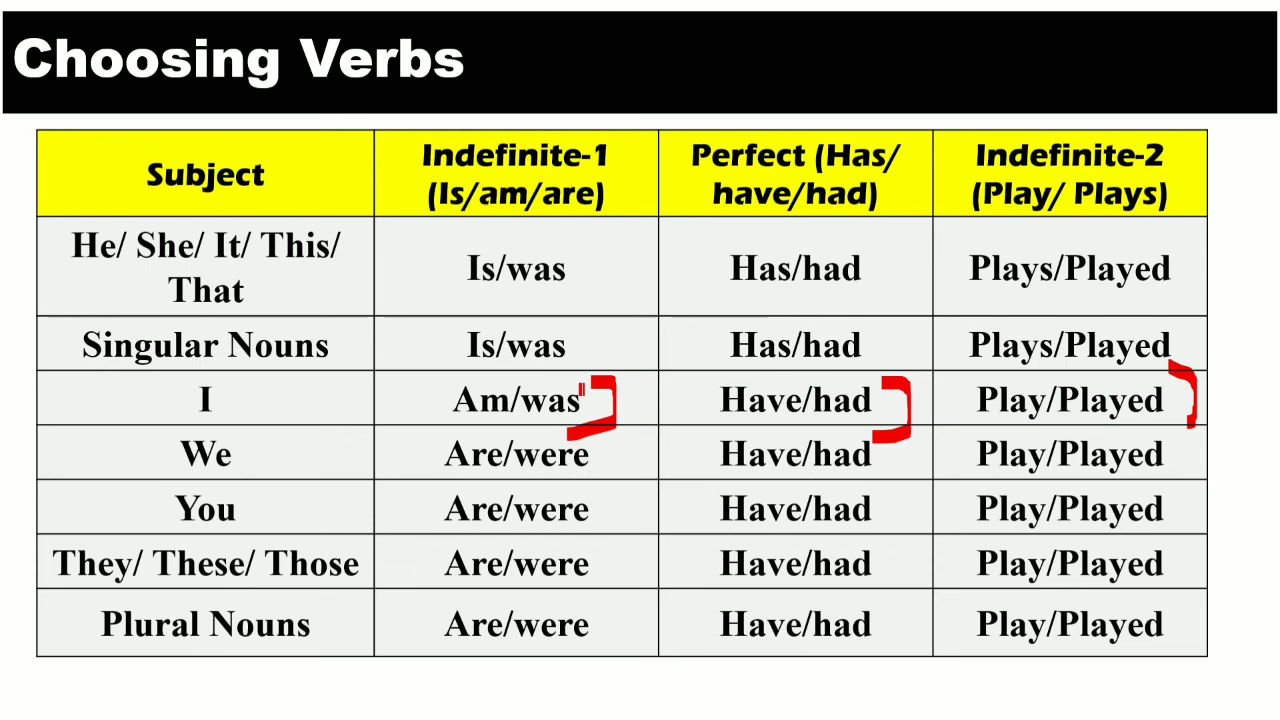 Choosing Verbs
Subject
Indefinite-1
(Is/am/are)
Perfect (Has/
have/had)
Indefinite-2
(Play/ Plays)
He/ She/ It/ This/
That
Is/was
Has/had
Plays/Played
Singular Nouns
Is/was
Has/had
Plays/Played
I
Am/was
Have/had
Play/Played
We
Are/were
Have/had
Play/Played
You
Are/were
Have/had
Play/Played
They/ These/ Those
Are/were
Have/had
Play/Played
Plural Nouns
Are/were
Have/had
Play/Played